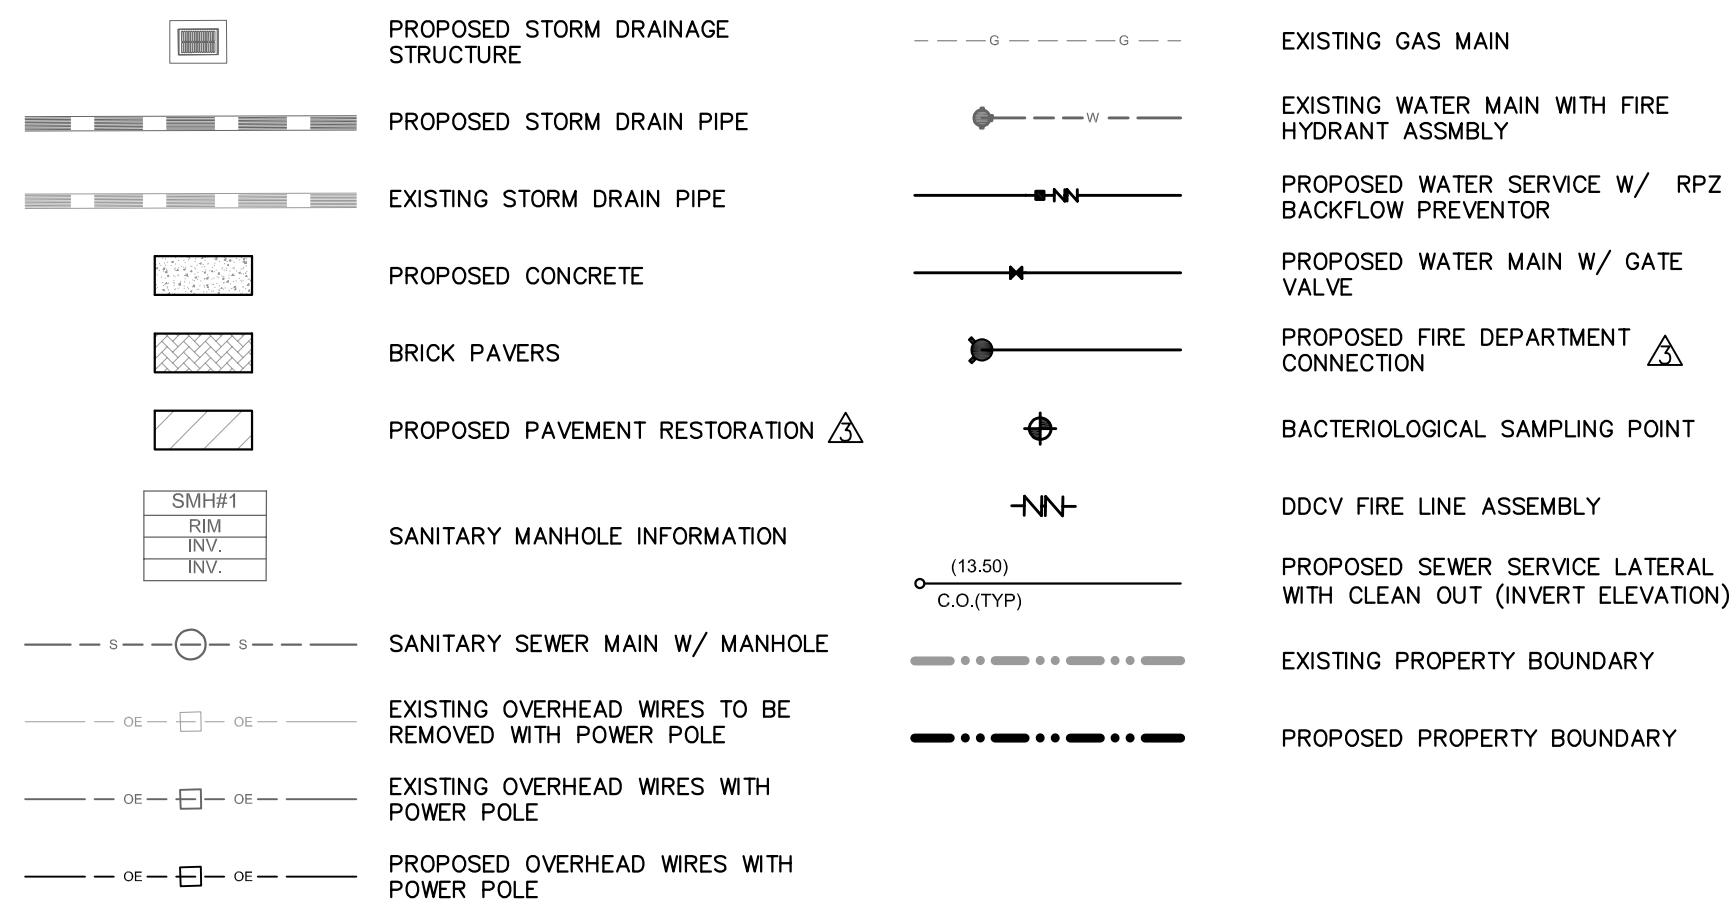 PROPOSED STORM DRAINAGE
STRUCTURE
PROPOSED STORM DRAIN PIPE
EXISTING STORM DRAIN PIPE
PROPOSED CONCRETE
BRICK PAVERS
PROPOSED PAVEMENT RESTORATION 3
SMH#1
RIM
INV.
INV.
SANITARY MANHOLE INFORMATION
S S
SANITARY SEWER MAIN W/ MANHOLE
OE OE
EXISTING OVERHEAD WIRES TO BE
REMOVED WITH POWER POLE
OE OE
EXISTING OVERHEAD WIRES WITH
POWER POLE
OE OE
PROPOSED OVERHEAD WIRES WITH
POWER POLE
G G
EXISTING GAS MAIN
W
EXISTING WATER MAIN WITH FIRE
HYDRANT ASSMBLY
PROPOSED WATER SERVICE W/ RPZ
BACKFLOW PREVENTOR
PROPOSED WATER MAIN W/ GATE
VALVE
PROPOSED FIRE DEPARTMENT
CONNECTION 3
BACTERIOLOGICAL SAMPLING POINT
DDCV FIRE LINE ASSEMBLY
(13.50)
C.O.(TYP)
PROPOSED SEWER SERVICE LATERAL
WITH CLEAN OUT (INVERT ELEVATION)
EXISTING PROPERTY BOUNDARY
PROPOSED PROPERTY BOUNDARY